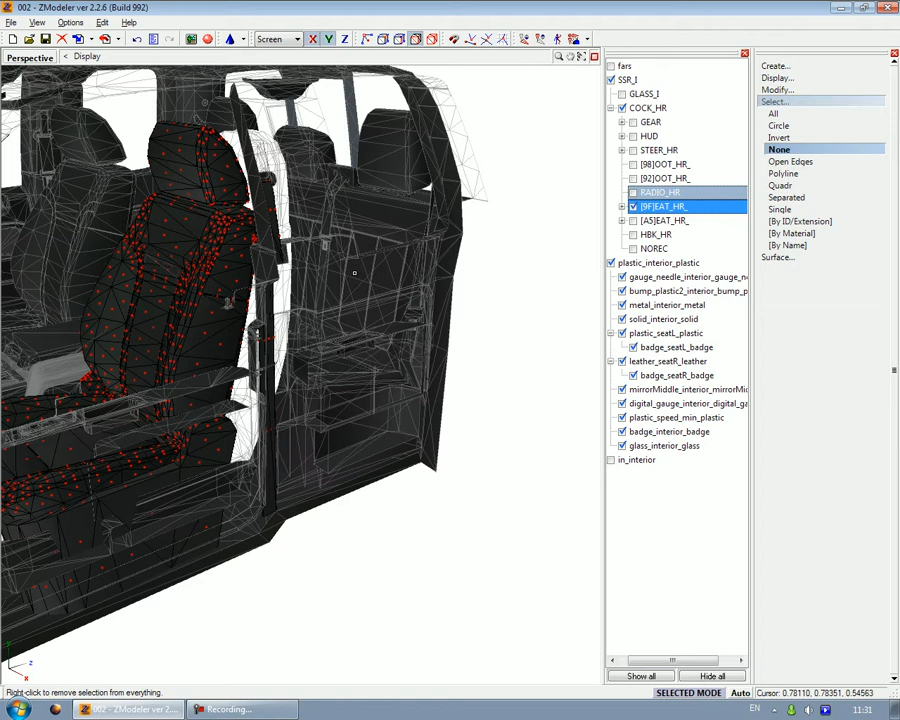 002 - ZModeler ver 2.2.6 (Build 992)
File View Options Edit Help
Screen X Y Z
Perspective < Display
fars
SSR_I
GLASS_I
COCK_HR
GEAR
HUD
STEER_HR
[98]OOT_HR_
[92]OOT_HR_
RADIO_HR
[9F]EAT_HR_
[A5]EAT_HR_
HBK_HR
NOREC
plastic_interior_plastic
gauge_needle_interior_gauge_ne
bump_plastic2_interior_bump_p
metal_interior_metal
solid_interior_solid
plastic_seatL_plastic
badge_seatL_badge
leather_seatR_leather
badge_seatR_badge
mirrorMiddle_interior_mirrorMid
digital_gauge_interior_digital_ga
plastic_speed_min_plastic
badge_interior_badge
glass_interior_glass
in_interior
Show all Hide all
Create...
Display...
Modify...
Select...
All
Circle
Invert
None
Open Edges
Polyline
Quadr
Separated
Single
[By ID/Extension]
[By Material]
[By Name]
Surface...
y
z
x
Right-click to remove selection from everything.
SELECTED MODE Auto Cursor: 0.78110, 0.78351, 0.54563
002 - ZModeler ver 2....
Recording...
EN 11:31